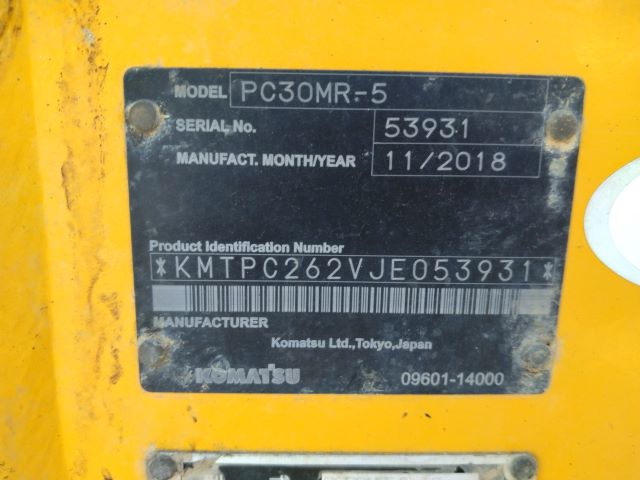 MODEL PC30MR-5
SERIAL No. 53931
MANUFACT. MONTH/YEAR 11/2018
Product Identification Number
*KMTPC262VJE053931*
MANUFACTURER
Komatsu Ltd.,Tokyo,Japan
KOMATSU 09601-14000